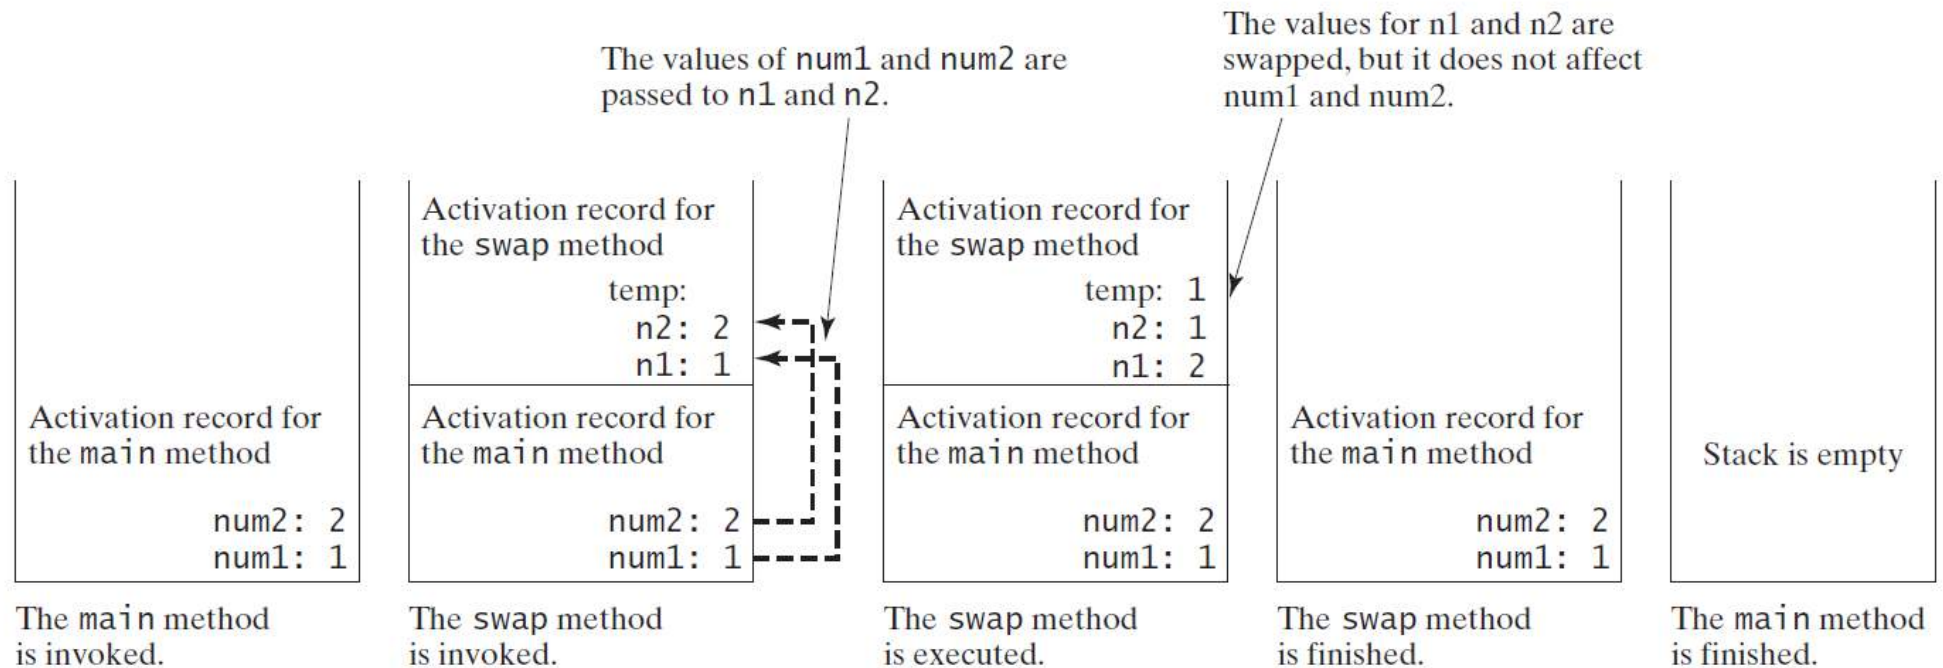 The values of num1 and num2 are
passed to n1 and n2.
The values for n1 and n2 are
swapped, but it does not affect
num1 and num2.
Activation record for
the main method
num2: 2
num1: 1
The main method
is invoked.
Activation record for
the swap method
temp:
n2: 2
n1: 1
Activation record for
the main method
num2: 2
num1: 1
The swap method
is invoked.
Activation record for
the swap method
temp: 1
n2: 1
n1: 2
Activation record for
the main method
num2: 2
num1: 1
The swap method
is executed.
Activation record for
the main method
num2: 2
num1: 1
The swap method
is finished.
Stack is empty
The main method
is finished.